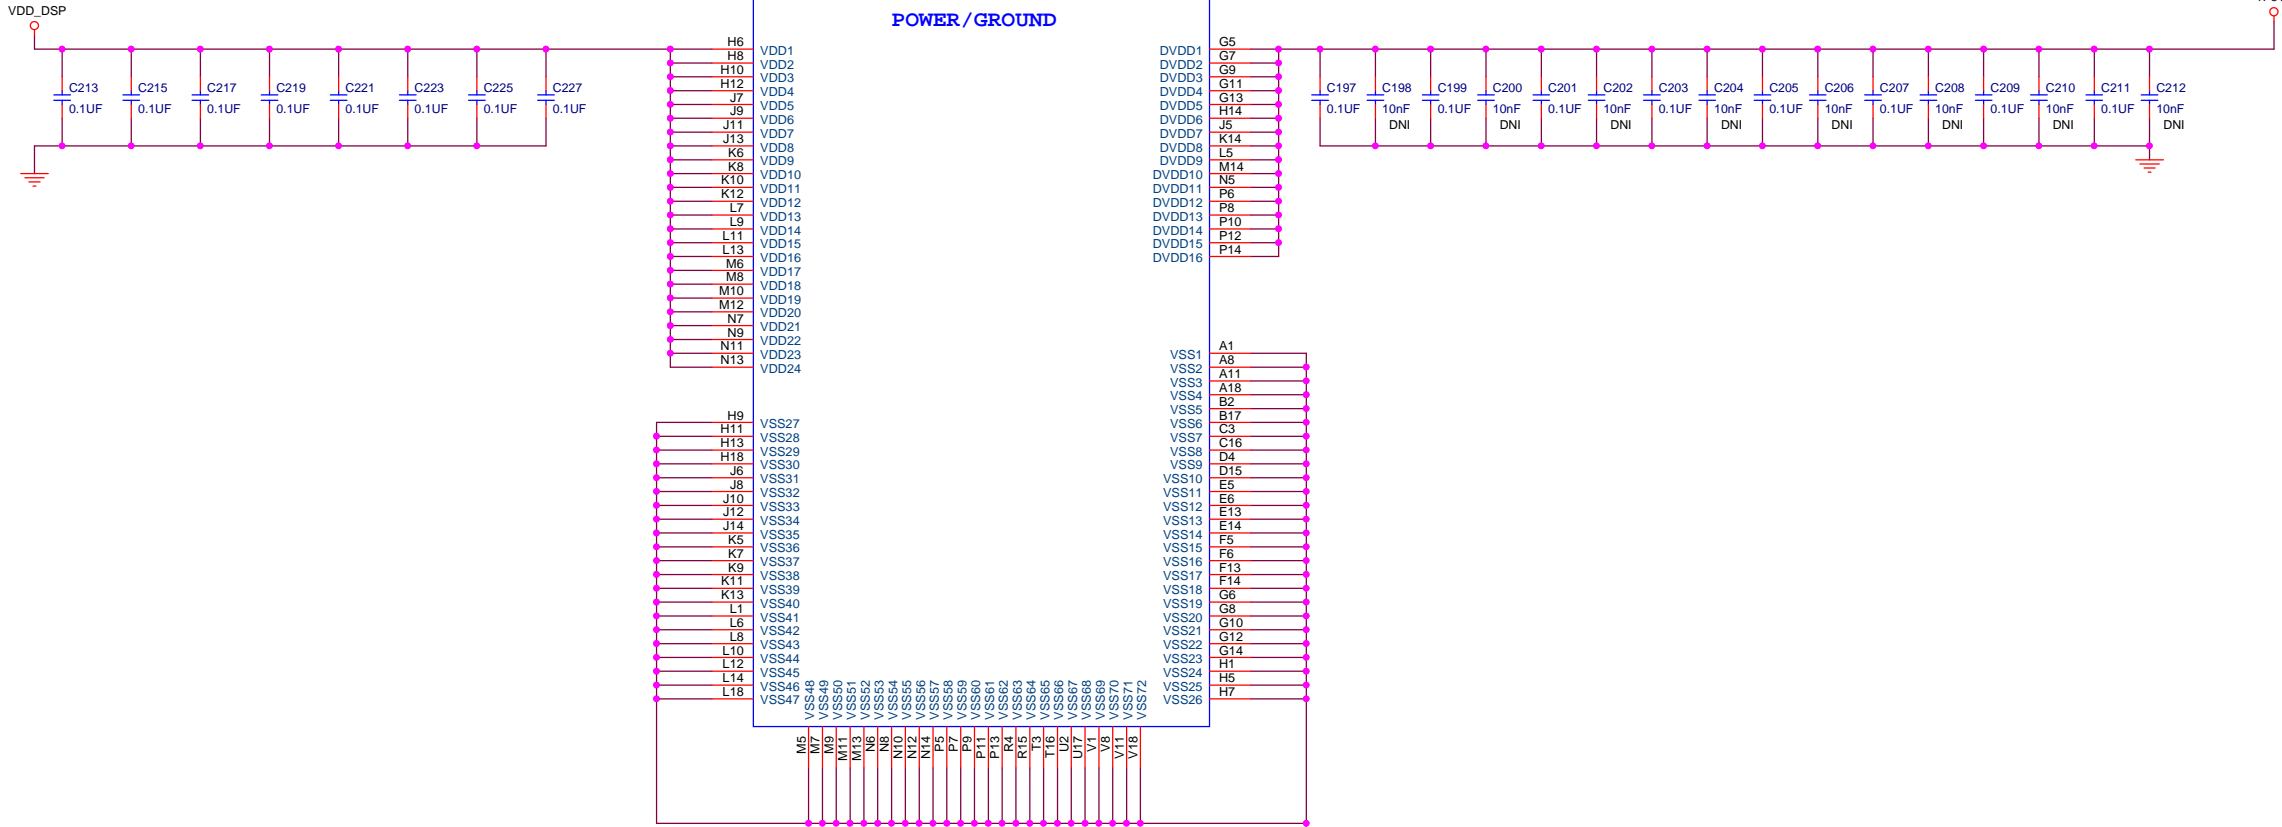 VDD_DSP
POWER/GROUND
C213 0.1UF
C215 0.1UF
C217 0.1UF
C219 0.1UF
C221 0.1UF
C223 0.1UF
C225 0.1UF
C227 0.1UF
H6 VDD1
H8 VDD2
H10 VDD3
H12 VDD4
J7 VDD5
J9 VDD6
J11 VDD7
J13 VDD8
K6 VDD9
K8 VDD10
K10 VDD11
K12 VDD12
L7 VDD13
L9 VDD14
L11 VDD15
L13 VDD16
M6 VDD17
M8 VDD18
M10 VDD19
M12 VDD20
N7 VDD21
N9 VDD22
N11 VDD23
N13 VDD24
DVDD1 G5
DVDD2 G7
DVDD3 G9
DVDD4 G11
DVDD5 G13
DVDD6 H14
DVDD7 J5
DVDD8 K14
DVDD9 L5
DVDD10 M14
DVDD11 N5
DVDD12 P6
DVDD13 P8
DVDD14 P10
DVDD15 P12
DVDD16 P14
C197 0.1UF
C198 10nF DNI
C199 0.1UF
C200 10nF DNI
C201 0.1UF
C202 10nF DNI
C203 0.1UF
C204 10nF DNI
C205 0.1UF
C206 10nF DNI
C207 0.1UF
C208 10nF DNI
C209 0.1UF
C210 10nF DNI
C211 0.1UF
C212 10nF DNI
H9 VSS27
H11 VSS28
H13 VSS29
H18 VSS30
J6 VSS31
J8 VSS32
J10 VSS33
J12 VSS34
J14 VSS35
K5 VSS36
K7 VSS37
K9 VSS38
K11 VSS39
K13 VSS40
L1 VSS41
L6 VSS42
L8 VSS43
L10 VSS44
L12 VSS45
L14 VSS46
L18 VSS47
VSS1 A1
VSS2 A8
VSS3 A11
VSS4 A18
VSS5 B2
VSS6 B17
VSS7 C3
VSS8 C16
VSS9 D4
VSS10 D15
VSS11 E5
VSS12 E6
VSS13 E13
VSS14 E14
VSS15 F5
VSS16 F6
VSS17 F13
VSS18 F14
VSS19 G6
VSS20 G8
VSS21 G10
VSS22 G12
VSS23 G14
VSS24 H1
VSS25 H5
VSS26 H7
VSS48 M5
VSS49 M7
VSS50 M9
VSS51 M11
VSS52 M13
VSS53 N6
VSS54 N8
VSS55 N10
VSS56 N12
VSS57 N14
VSS58 P5
VSS59 P7
VSS60 P9
VSS61 P11
VSS62 P13
VSS63 R4
VSS64 R15
VSS65 T3
VSS66 T16
VSS67 U2
VSS68 U17
VSS69 V1
VSS70 V8
VSS71 V11
VSS72 V18